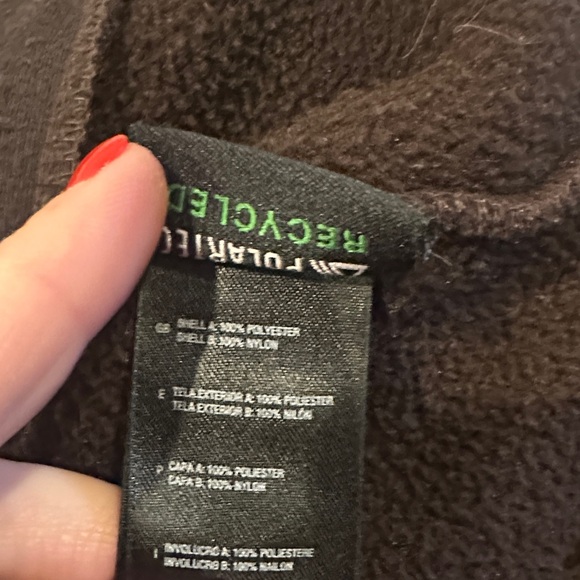 RECYCLED
POLARTEC
GB SHELL A: 100% POLYESTER
SHELL B: 100% NYLON
E TELA EXTERIOR A: 100% POLIESTER
TELA EXTERIOR B: 100% NILÓN
P CAPA A: 100% POLIESTER
CAPA B: 100% NYLON
I INVOLUCRO A: 100% POLIESTERE
INVOLUCRO B: 100% NAILON